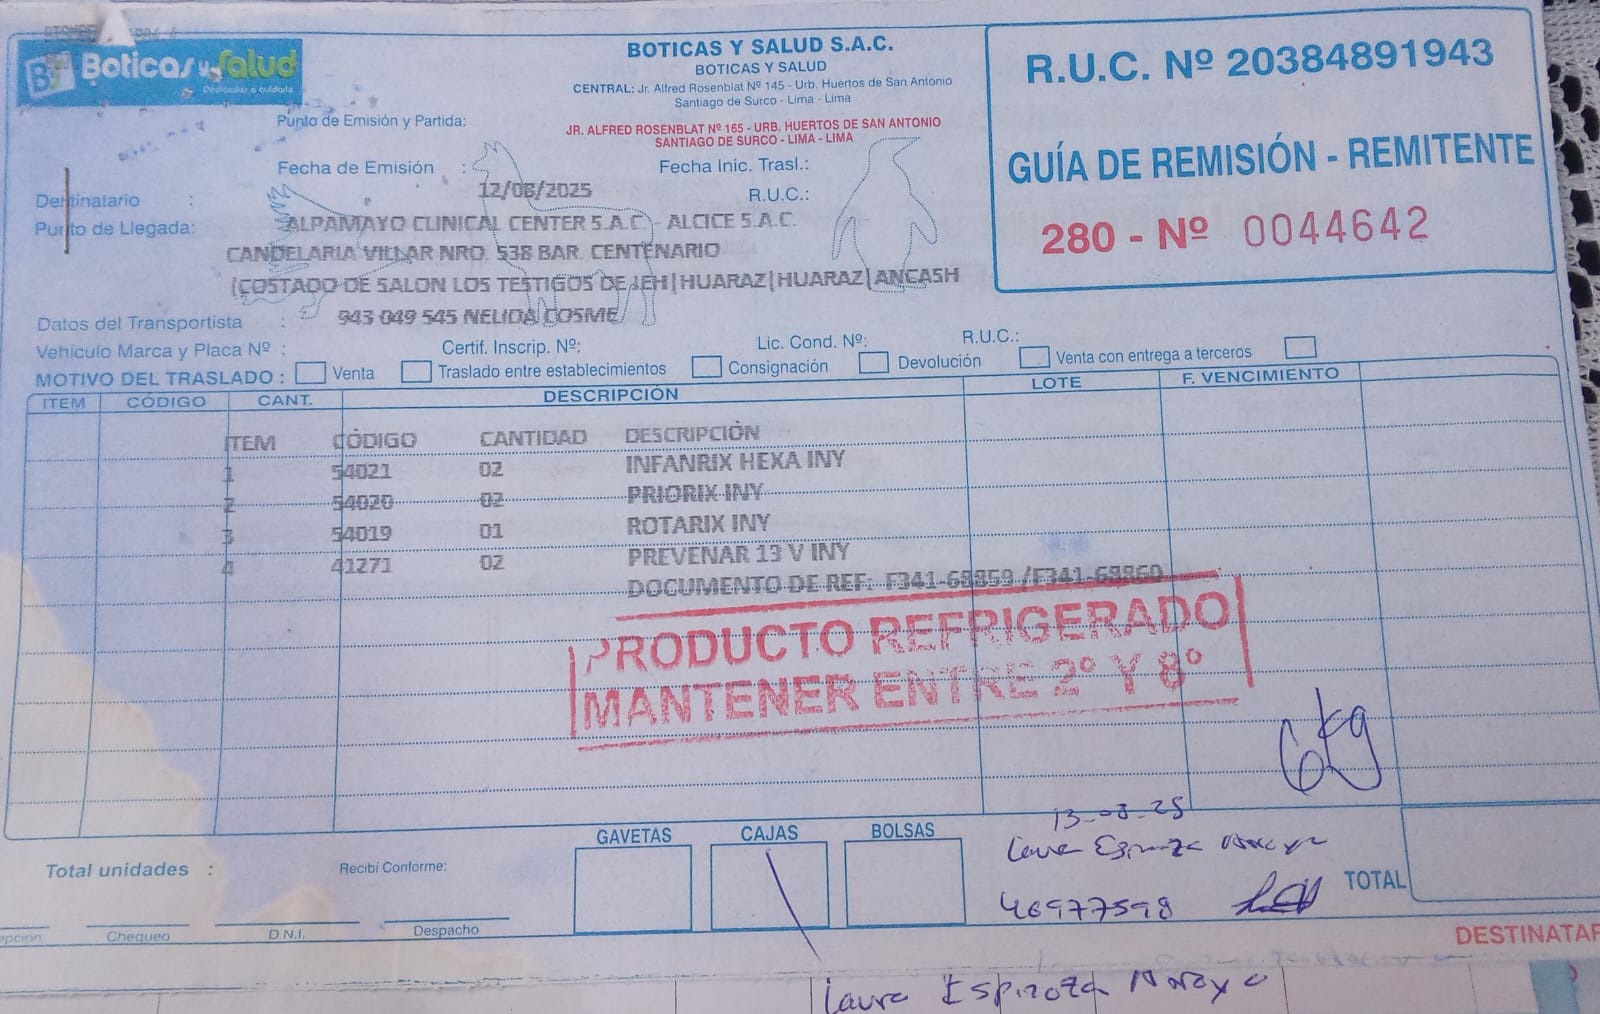 Boticas y Salud
Dedicados a cuidarte
BOTICAS Y SALUD S.A.C.
BOTICAS Y SALUD
CENTRAL: Jr. Alfred Rosenblat Nº 145 - Urb. Huertos de San Antonio
Santiago de Surco - Lima - Lima
R.U.C. Nº 20384891943
GUÍA DE REMISIÓN - REMITENTE
280 - Nº 0044642
Punto de Emisión y Partida:
JR. ALFRED ROSENBLAT Nº 165 - URB. HUERTOS DE SAN ANTONIO
SANTIAGO DE SURCO - LIMA - LIMA
Fecha de Emisión : Fecha Inic. Trasl.:
12/08/2025
Destinatario : R.U.C.:
Punto de Llegada: ALPAMAYO CLINICAL CENTER S.A.C - ALCICE S.A.C.
CANDELARIA VILLAR NRO. 538 BAR. CENTENARIO
(COSTADO DE SALON LOS TESTIGOS DE JEH|HUARAZ|HUARAZ|ANCASH
Datos del Transportista : 943 049 545 NELIDA COSME
Vehículo Marca y Placa Nº : Certif. Inscrip. Nº: Lic. Cond. Nº: R.U.C.:
MOTIVO DEL TRASLADO : Venta Traslado entre establecimientos Consignación Devolución Venta con entrega a terceros
ITEM CÓDIGO CANT. DESCRIPCIÓN LOTE F. VENCIMIENTO
ITEM CÓDIGO CANTIDAD DESCRIPCIÓN
1 54021 02 INFANRIX HEXA INY
2 54020 02 PRIORIX INY
3 54019 01 ROTARIX INY
4 41271 02 PREVENAR 13 V INY
DOCUMENTO DE REF: F341-68859 /F341-68860
PRODUCTO REFRIGERADO
MANTENER ENTRE 2° Y 8°
6kg
GAVETAS CAJAS BOLSAS
13-08-25
Laura Espinoza
Total unidades : Recibí Conforme:
46977598
TOTAL
Chequeo D.N.I. Despacho
DESTINATAR
Laura Espinoza